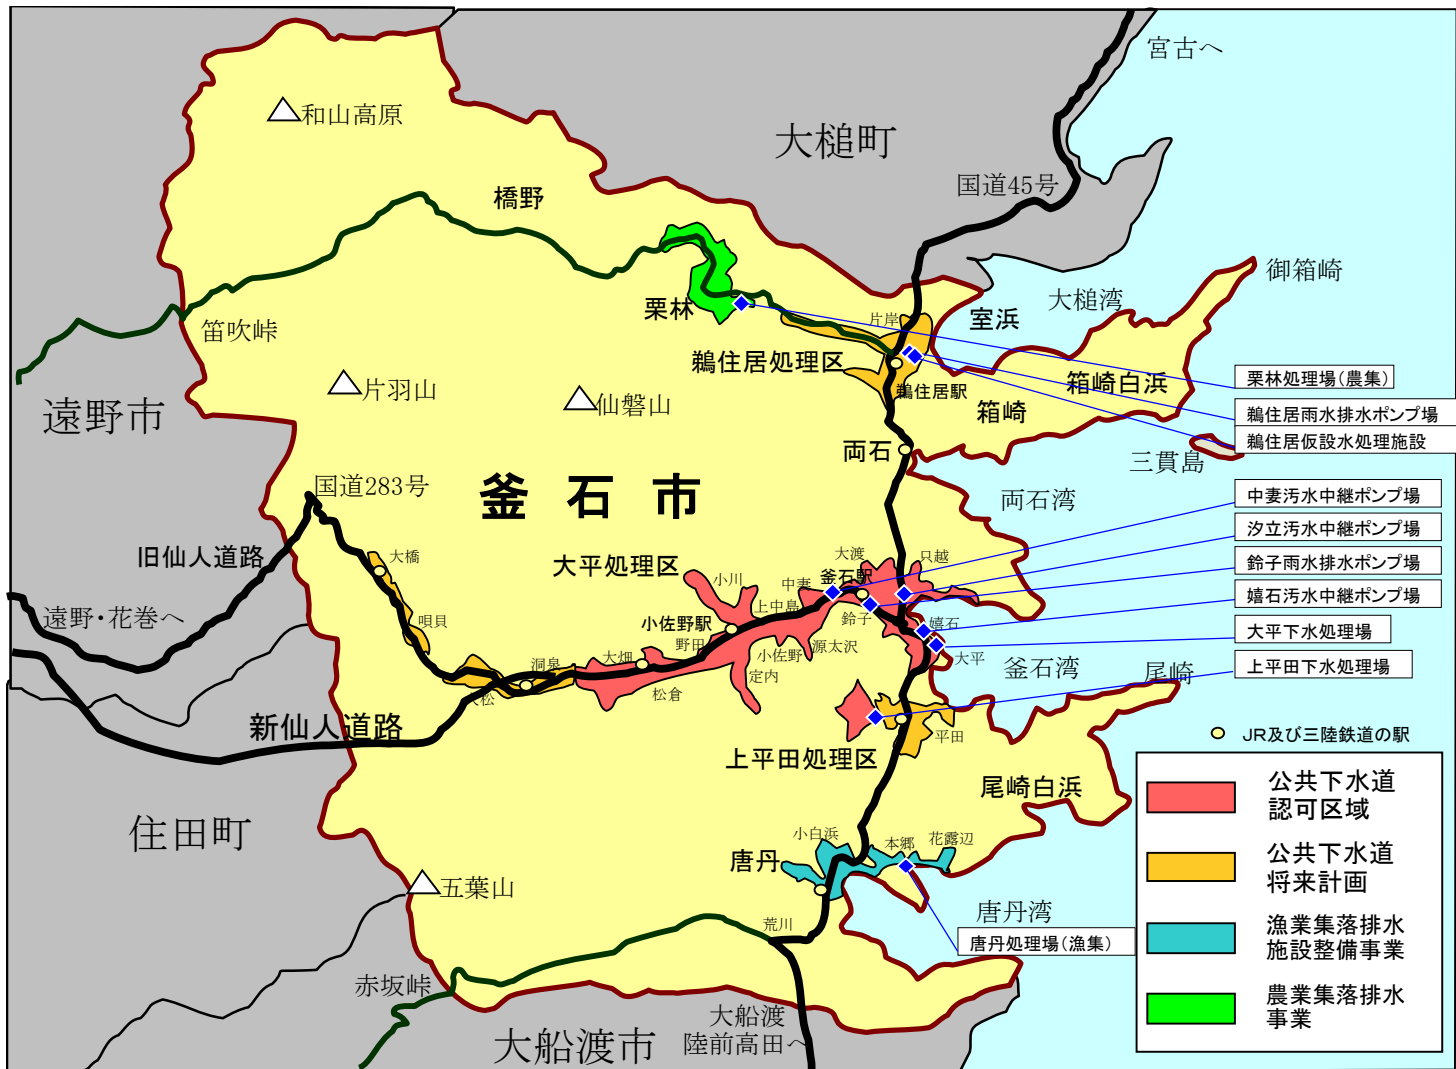 宮古へ
和山高原
大槌町
国道45号
橋野
御箱崎
大槌湾
栗林
片岸
室浜
笛吹峠
鵜住居処理区
箱崎白浜
鵜住居駅
栗林処理場(農集)
片羽山
仙磐山
箱崎
鵜住居雨水排水ポンプ場
鵜住居仮設水処理施設
遠野市
両石
三貫島
国道283号
釜石市
両石湾
中妻汚水中継ポンプ場
汐立汚水中継ポンプ場
旧仙人道路
大橋
大平処理区
小川
中妻
大渡
釜石駅
只越
鈴子雨水排水ポンプ場
遠野・花巻へ
唄貝
小佐野駅
上中島
鈴子
嬉石
嬉石汚水中継ポンプ場
野田
小佐野
源太沢
大平
大平下水処理場
洞泉
大畑
定内
釜石湾
尾崎
上平田下水処理場
松倉
新仙人道路
平田
JR及び三陸鉄道の駅
上平田処理区
尾崎白浜
公共下水道
認可区域
住田町
小白浜
本郷
花露辺
唐丹
公共下水道
将来計画
五葉山
荒川
唐丹湾
唐丹処理場(漁集)
漁業集落排水
施設整備事業
赤坂峠
大船渡市
大船渡
陸前高田へ
農業集落排水
事業